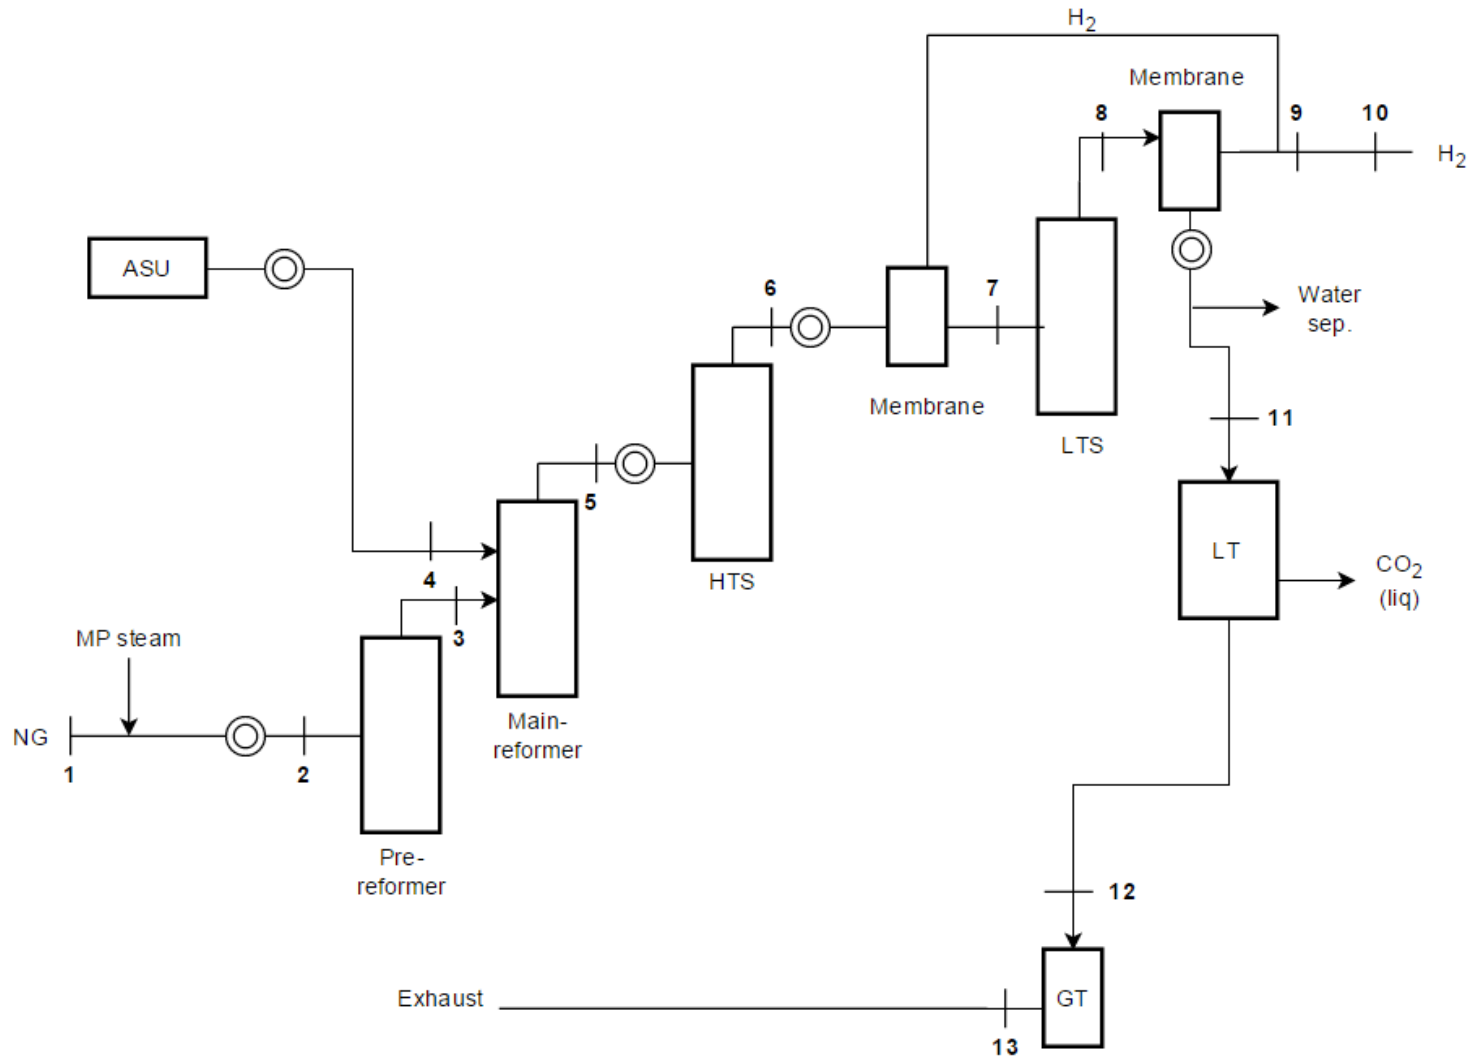 H₂
Membrane
8
9
10
H₂
ASU
6
7
Water
sep.
Membrane
11
LTS
5
LT
CO₂
(liq)
HTS
4
3
MP steam
NG
1
2
Main-
reformer
Pre-
reformer
12
Exhaust
GT
13